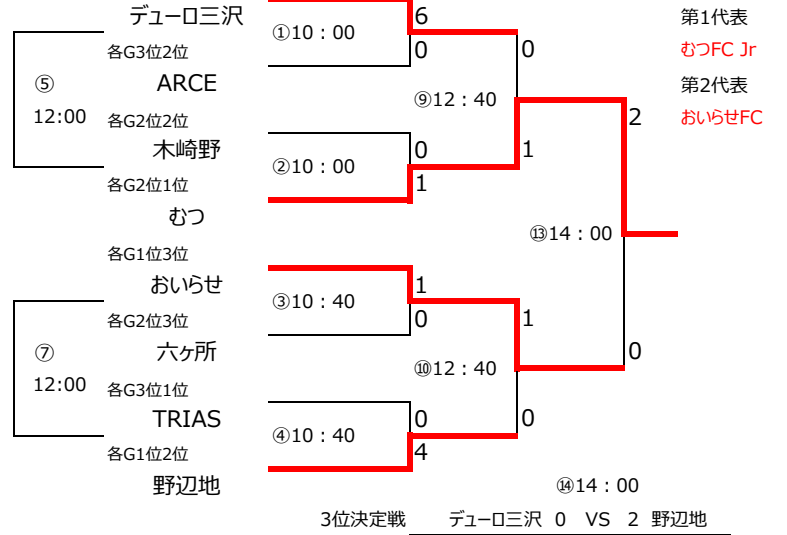 デューロ三沢
①10：00
6
第1代表
各G3位2位
0
0
むつFC Jr
⑤
ARCE
⑨12：40
第2代表
12:00
各G2位2位
2
おいらせFC
木崎野
②10：00
0
1
各G2位1位
1
むつ
⑬14：00
各G1位3位
おいらせ
③10：40
1
各G2位3位
0
1
⑦
六ヶ所
⑩12：40
0
12:00
各G3位1位
TRIAS
④10：40
0
0
各G1位2位
4
野辺地
⑭14：00
3位決定戦 デューロ三沢 0 VS 2 野辺地